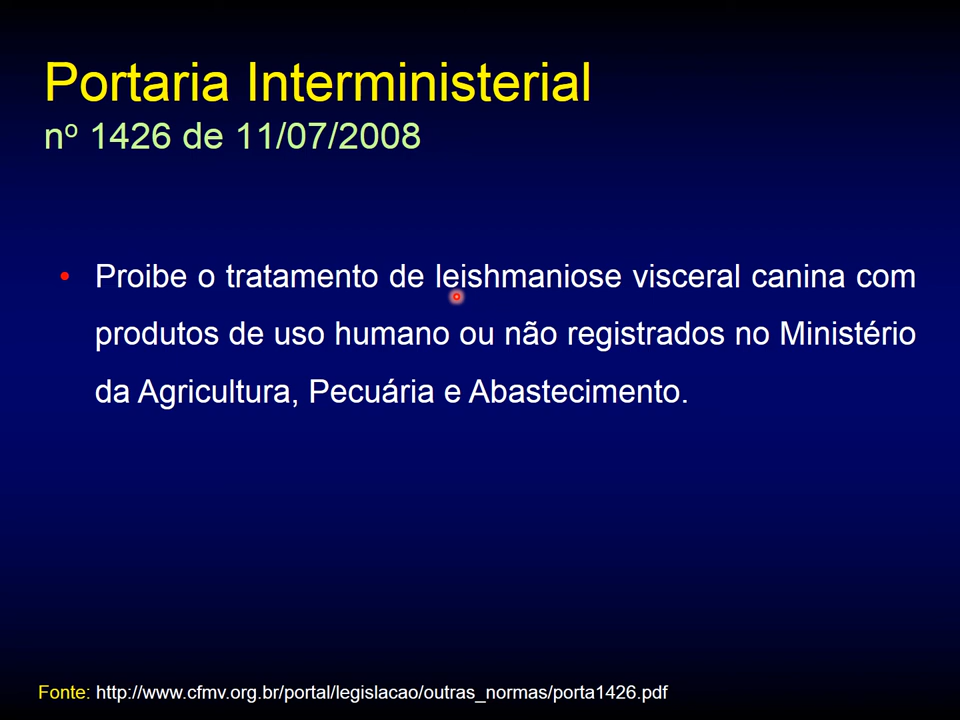 Portaria Interministerial
nº 1426 de 11/07/2008
• Proibe o tratamento de leishmaniose visceral canina com
produtos de uso humano ou não registrados no Ministério
da Agricultura, Pecuária e Abastecimento.
Fonte: http://www.cfmv.org.br/portal/legislacao/outras_normas/porta1426.pdf